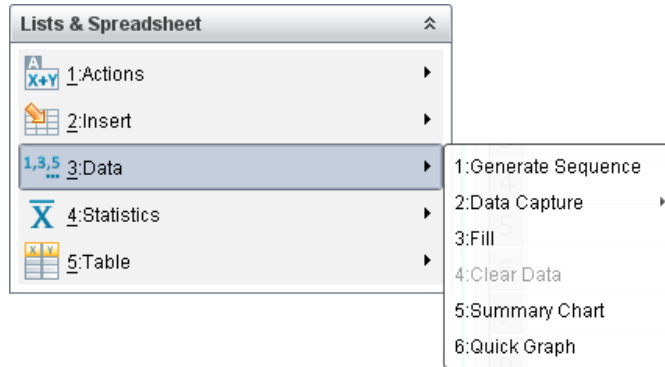 Lists & Spreadsheet
A
X+Y 1:Actions
2:Insert
1,3,5... 3:Data
X̅ 4:Statistics
X Y
5:Table
1:Generate Sequence
2:Data Capture
3:Fill
4:Clear Data
5:Summary Chart
6:Quick Graph